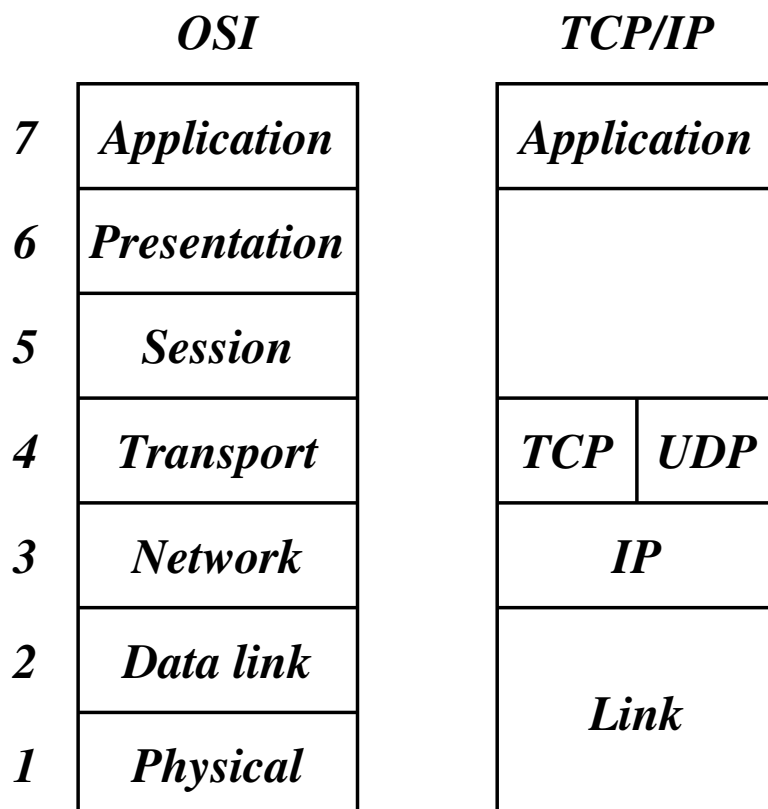 OSI TCP/IP
7 Application Application
6 Presentation
5 Session
4 Transport TCP UDP
3 Network IP
2 Data link
Link
1 Physical